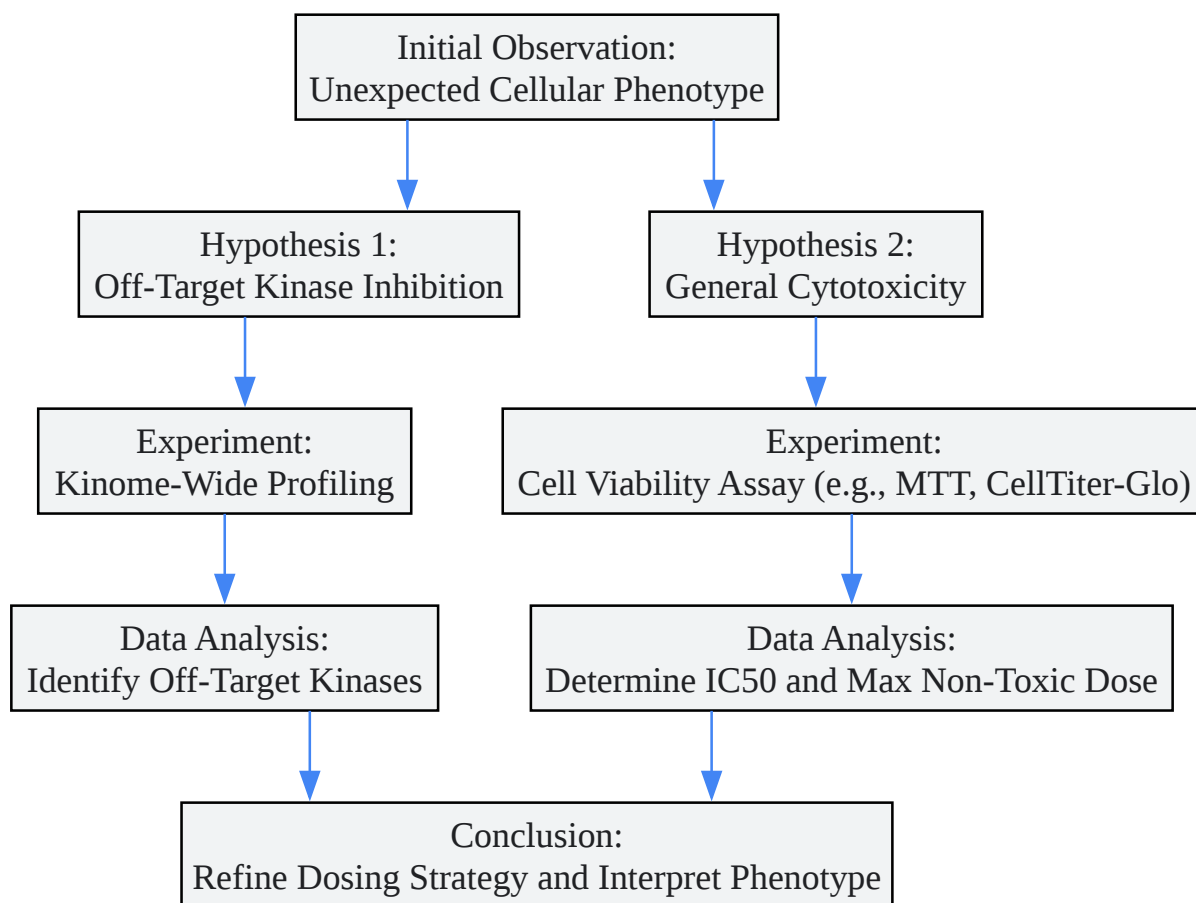 Initial Observation:
Unexpected Cellular Phenotype
Hypothesis 1:
Off-Target Kinase Inhibition
Hypothesis 2:
General Cytotoxicity
Experiment:
Kinome-Wide Profiling
Experiment:
Cell Viability Assay (e.g., MTT, CellTiter-Glo)
Data Analysis:
Identify Off-Target Kinases
Data Analysis:
Determine IC50 and Max Non-Toxic Dose
Conclusion:
Refine Dosing Strategy and Interpret Phenotype